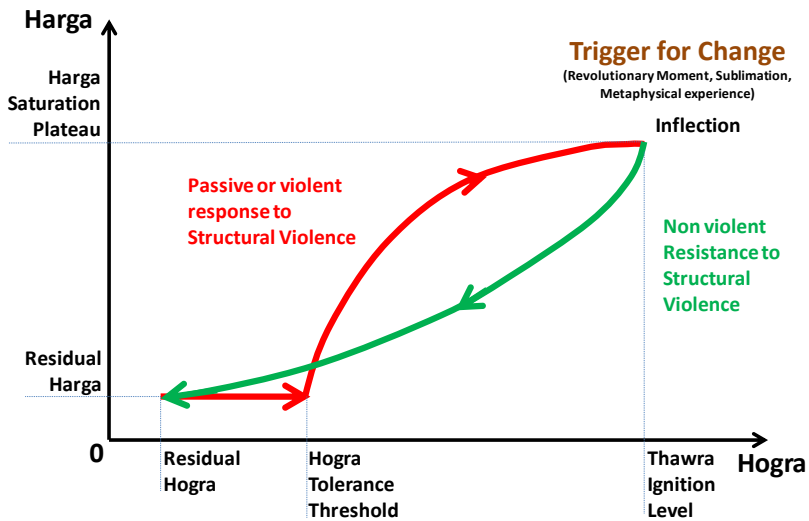 Harga
Trigger for Change
(Revolutionary Moment, Sublimation,
Metaphysical experience)
Harga
Saturation
Plateau
Inflection
Passive or violent
response to
Structural Violence
Non violent
Resistance to
Structural
Violence
Residual
Harga
0
Residual
Hogra
Hogra
Tolerance
Threshold
Thawra
Ignition
Level
Hogra